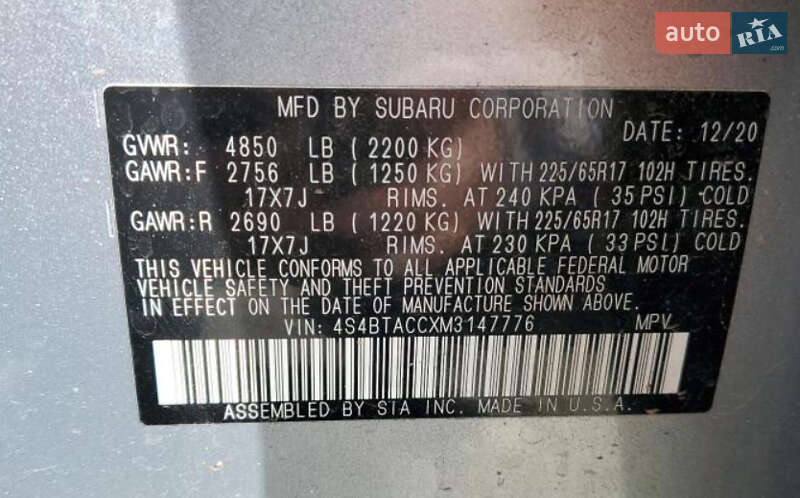 auto RIA.com
MFD BY SUBARU CORPORATION
DATE: 12/20
GVWR: 4850 LB ( 2200 KG)
GAWR:F 2756 LB ( 1250 KG) WITH 225/65R17 102H TIRES.
17X7J RIMS. AT 240 KPA ( 35 PSI) COLD
GAWR:R 2690 LB ( 1220 KG) WITH 225/65R17 102H TIRES.
17X7J RIMS. AT 230 KPA ( 33 PSI) COLD
THIS VEHICLE CONFORMS TO ALL APPLICABLE FEDERAL MOTOR
VEHICLE SAFETY AND THEFT PREVENTION STANDARDS
IN EFFECT ON THE DATE OF MANUFACTURE SHOWN ABOVE.
VIN: 4S4BTACCXM3147776 MPV
ASSEMBLED BY SIA INC. MADE IN U.S.A.